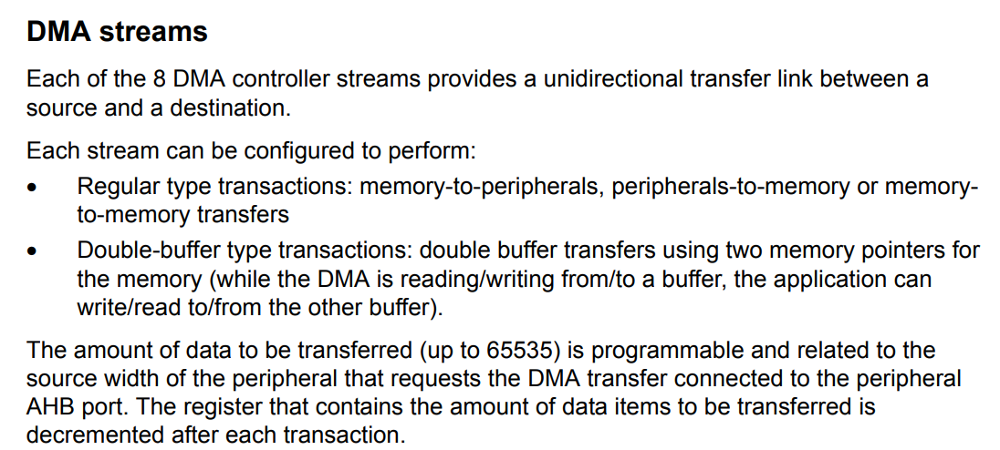 DMA streams
Each of the 8 DMA controller streams provides a unidirectional transfer link between a
source and a destination.
Each stream can be configured to perform:
• Regular type transactions: memory-to-peripherals, peripherals-to-memory or memory-
to-memory transfers
• Double-buffer type transactions: double buffer transfers using two memory pointers for
the memory (while the DMA is reading/writing from/to a buffer, the application can
write/read to/from the other buffer).
The amount of data to be transferred (up to 65535) is programmable and related to the
source width of the peripheral that requests the DMA transfer connected to the peripheral
AHB port. The register that contains the amount of data items to be transferred is
decremented after each transaction.